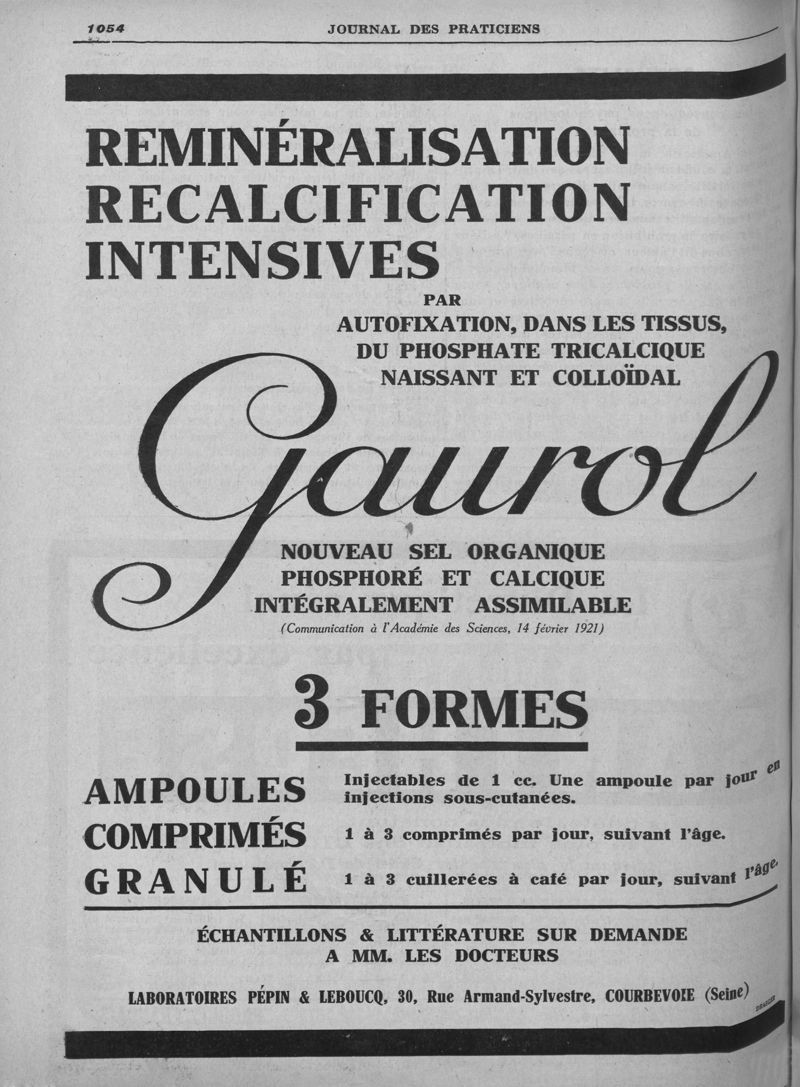 1054
JOURNAL DES PRATICIENS
REMINÉRALISATION
RECALCIFICATION
INTENSIVES
PAR
AUTOFIXATION, DANS LES TISSUS,
DU PHOSPHATE TRICALCIQUE
NAISSANT ET COLLOÏDAL
Gaurol
NOUVEAU SEL ORGANIQUE
PHOSPHORÉ ET CALCIQUE
INTÉGRALEMENT ASSIMILABLE
(Communication à l'Académie des Sciences, 14 février 1921)
3 FORMES
AMPOULES
Injectables de 1 cc. Une ampoule par jour en
injections sous-cutanées.
COMPRIMÉS
1 à 3 comprimés par jour, suivant l'âge.
GRANULÉ
1 à 3 cuillerées à café par jour, suivant l'âge.
ÉCHANTILLONS & LITTÉRATURE SUR DEMANDE
A MM. LES DOCTEURS
LABORATOIRES PÉPIN & LEBOUCQ, 30, Rue Armand-Sylvestre, COURBEVOIE (Seine)
DRAEGER